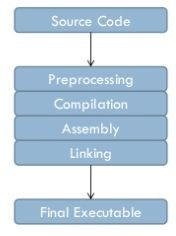 Source Code
Preprocessing
Compilation
Assembly
Linking
Final Executable